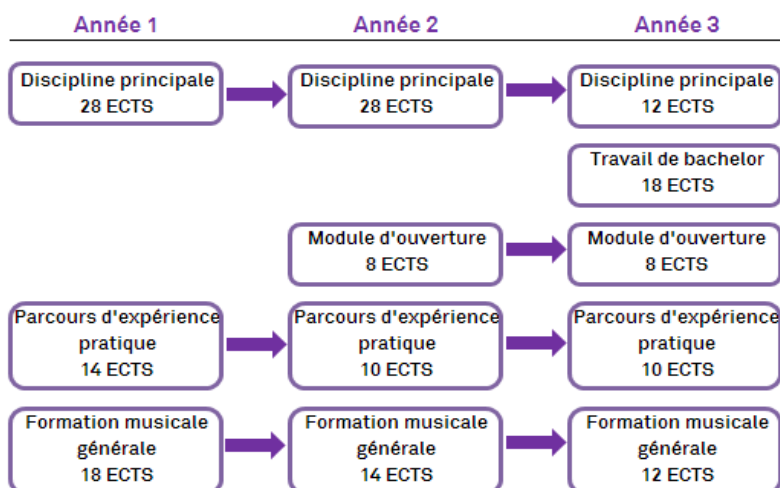 Année 1
Année 2
Année 3
Discipline principale
28 ECTS
Discipline principale
28 ECTS
Discipline principale
12 ECTS
Travail de bachelor
18 ECTS
Module d'ouverture
8 ECTS
Module d'ouverture
8 ECTS
Parcours d'expérience
pratique
14 ECTS
Parcours d'expérience
pratique
10 ECTS
Parcours d'expérience
pratique
10 ECTS
Formation musicale
générale
18 ECTS
Formation musicale
générale
14 ECTS
Formation musicale
générale
12 ECTS